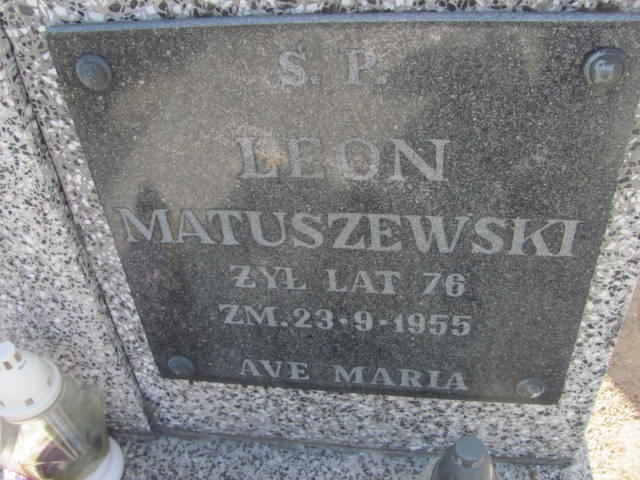 Ś. P.
LEON
MATUSZEWSKI
ŻYŁ LAT 76
ZM. 23-9-1955
AVE MARIA